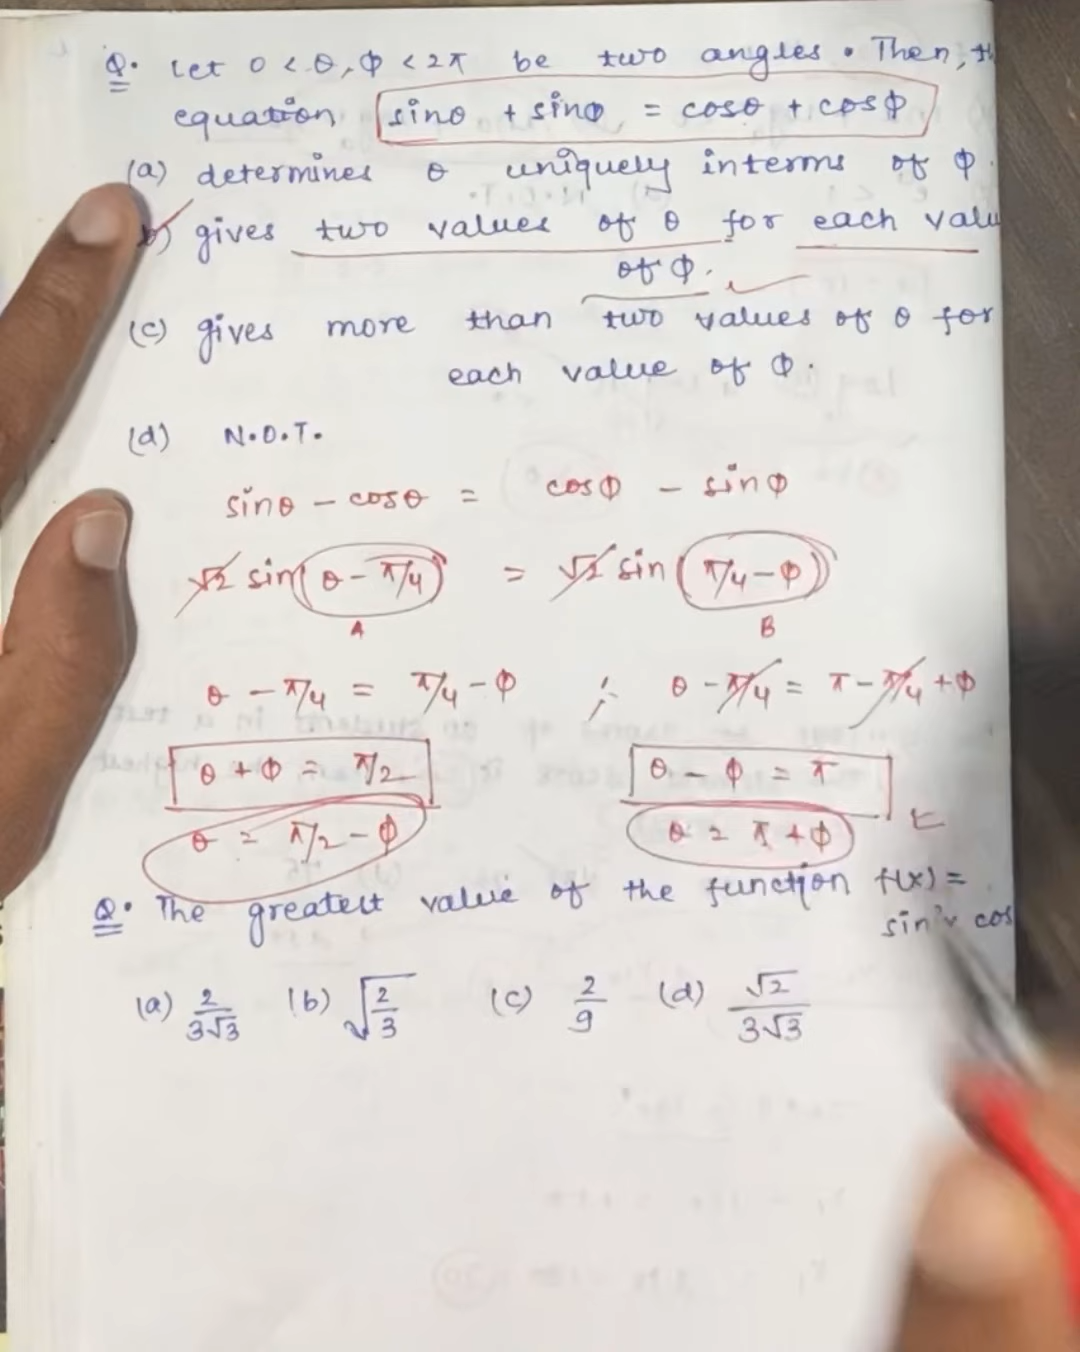 Q. Let 0 < θ, φ < 2π be two angles. Then, th
equation sinθ + sinφ = cosθ + cosφ
(a) determines θ uniquely interms of φ.
b) gives two values of θ for each valu
of φ.
(c) gives more than two values of θ for
each value of φ.
(d) N.O.T.
sinθ - cosθ = cosφ - sinφ
√2 sin(θ - π/4) = √2 sin(π/4 - φ)
A B
θ - π/4 = π/4 - φ ; θ - π/4 = π - π/4 + φ
θ + φ = π/2 θ - φ = π
θ = π/2 - φ θ = π + φ
Q. The greatest value of the function f(x) =
sin²x cos
(a) 2/3√3 (b) √2/3 (c) 2/9 (d) √2/3√3